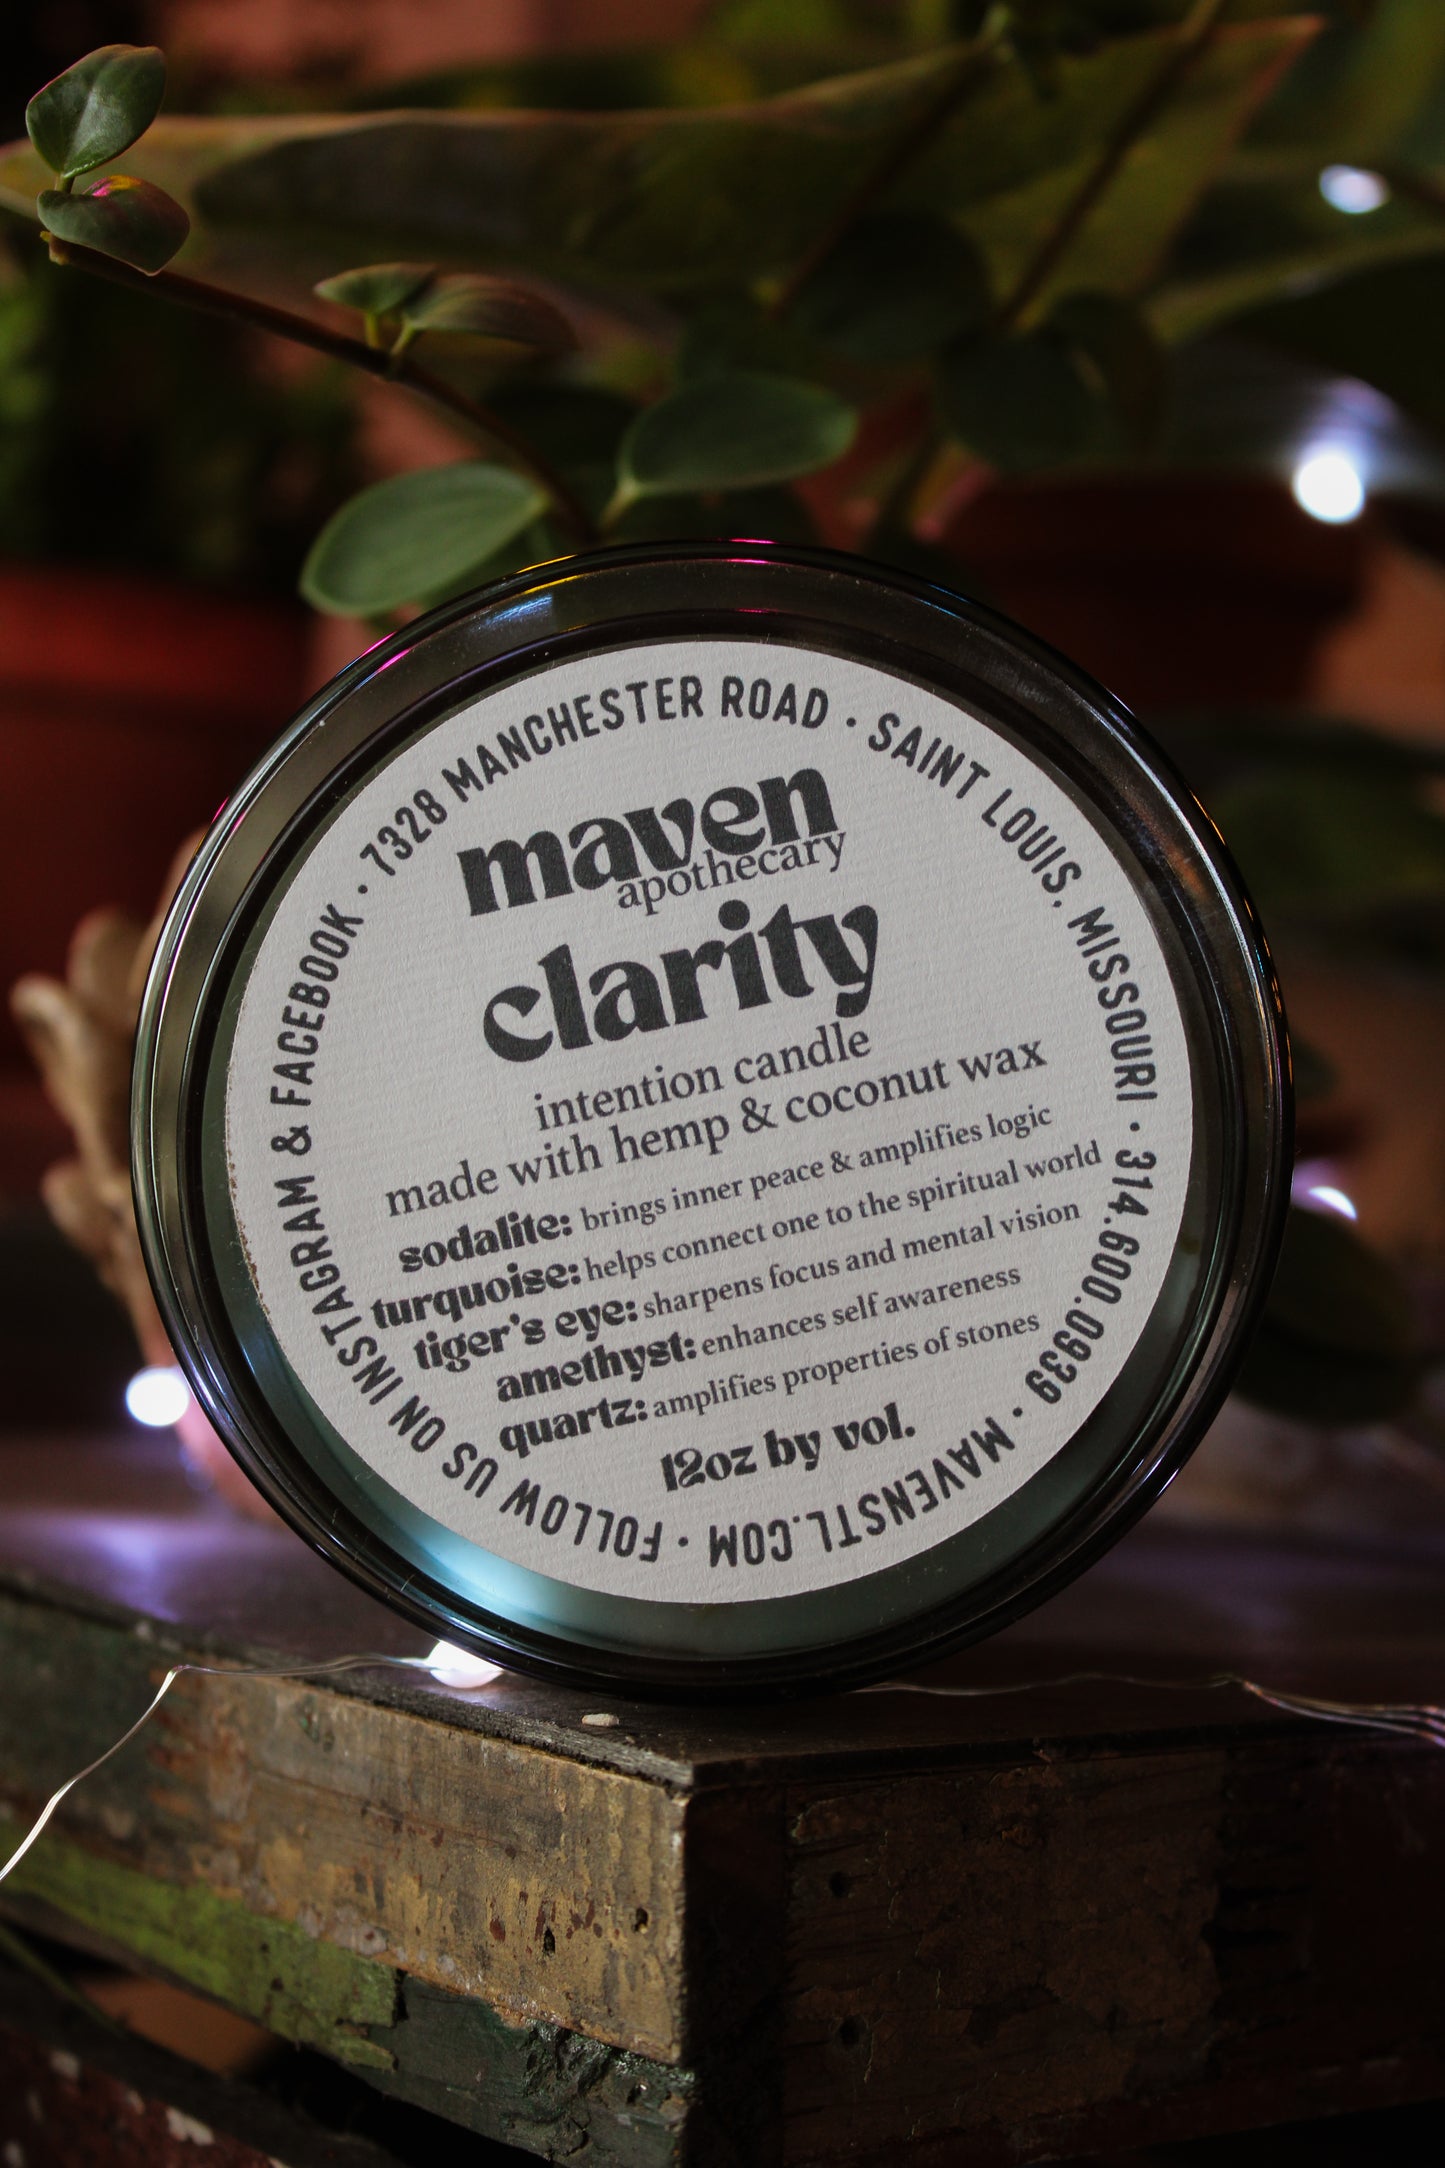 7328 MANCHESTER ROAD • SAINT LOUIS, MISSOURI • 314.600.0939 • MAVENSTL.COM • FOLLOW US ON INSTAGRAM & FACEBOOK •
maven
apothecary
clarity
intention candle
made with hemp & coconut wax
sodalite: brings inner peace & amplifies logic
turquoise: helps connect one to the spiritual world
tiger's eye: sharpens focus and mental vision
amethyst: enhances self awareness
quartz: amplifies properties of stones
12oz by vol.